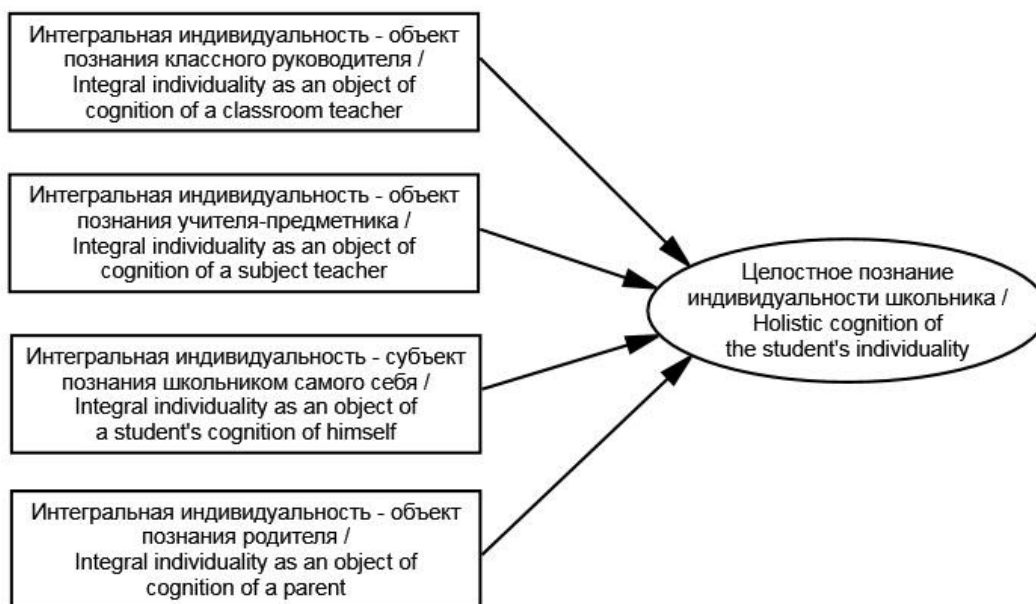 Интегральная индивидуальность - объект
познания классного руководителя /
Integral individuality as an object of
cognition of a classroom teacher
Интегральная индивидуальность - объект
познания учителя-предметника /
Integral individuality as an object of
cognition of a subject teacher
Интегральная индивидуальность - субъект
познания школьником самого себя /
Integral individuality as an object of
a student's cognition of himself
Интегральная индивидуальность - объект
познания родителя /
Integral individuality as an object of
cognition of a parent
Целостное познание
индивидуальности школьника /
Holistic cognition of
the student's individuality